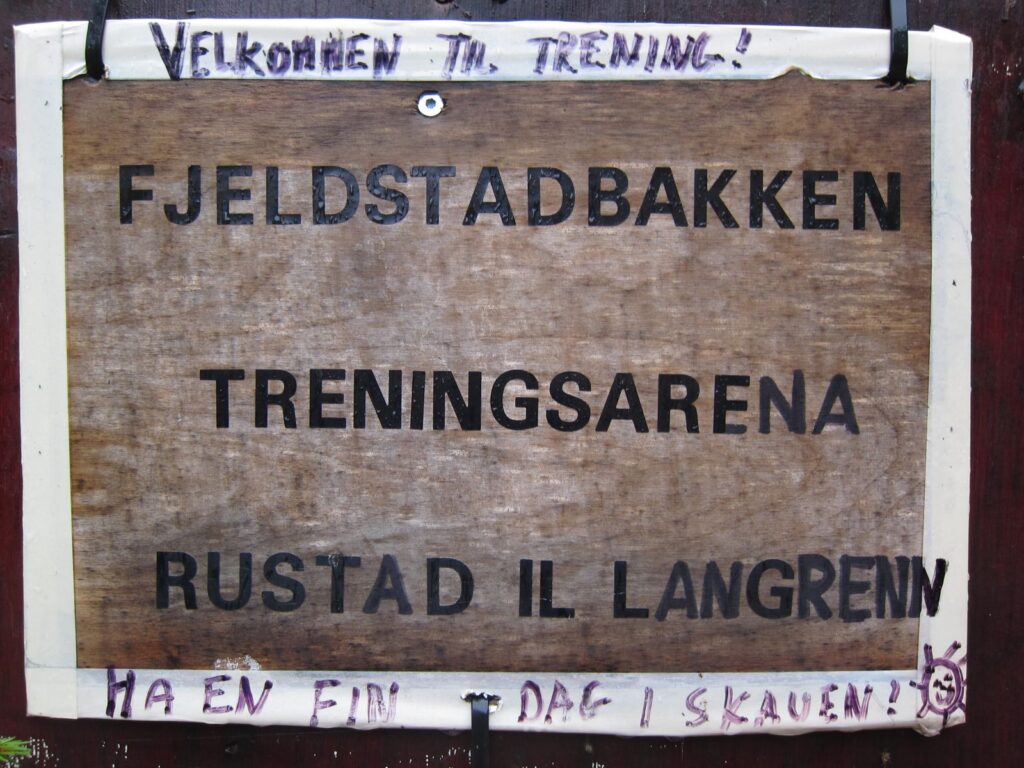 VELKOMMEN TIL TRENING!
FJELDSTADBAKKEN
TRENINGSARENA
RUSTAD IL LANGRENN
HA EN FIN DAG I SKAUEN!